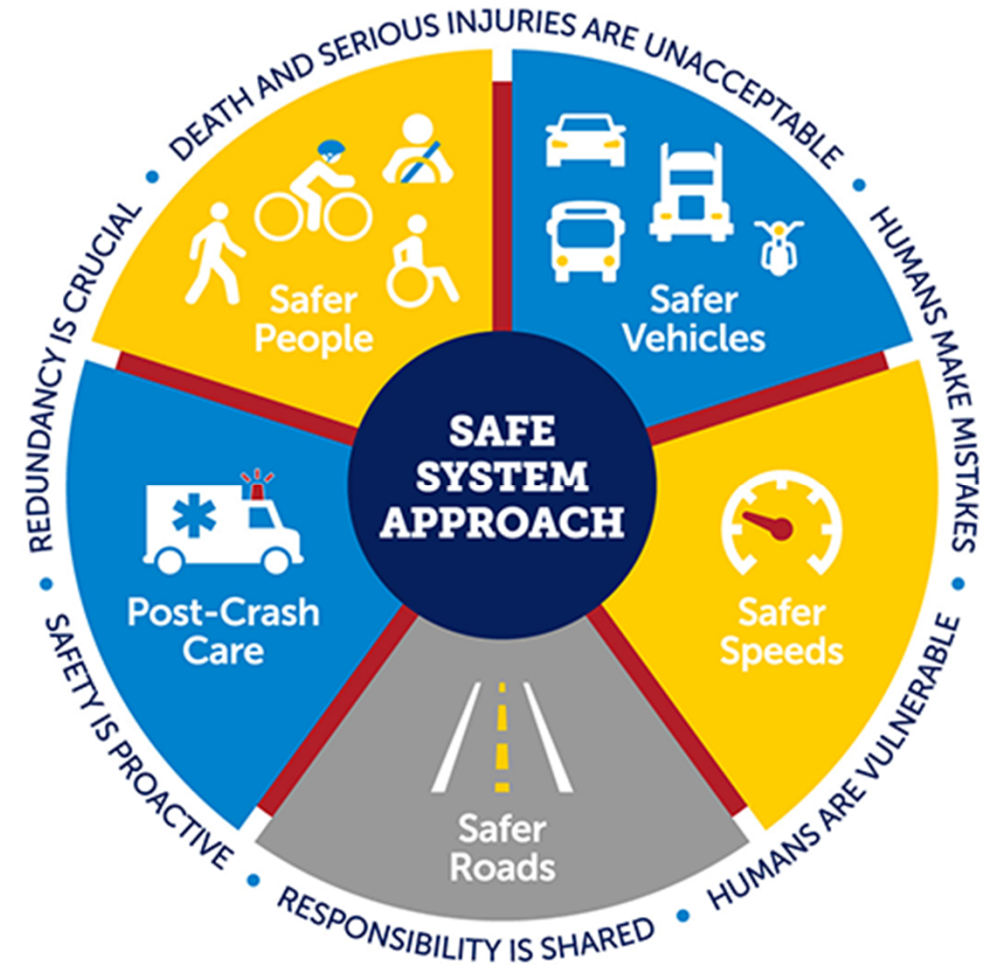 DEATH AND SERIOUS INJURIES ARE UNACCEPTABLE
HUMANS MAKE MISTAKES
HUMANS ARE VULNERABLE
RESPONSIBILITY IS SHARED
SAFETY IS PROACTIVE
REDUNDANCY IS CRUCIAL
Safer
People
Safer
Vehicles
SAFE
SYSTEM
APPROACH
Safer
Speeds
Safer
Roads
Post-Crash
Care